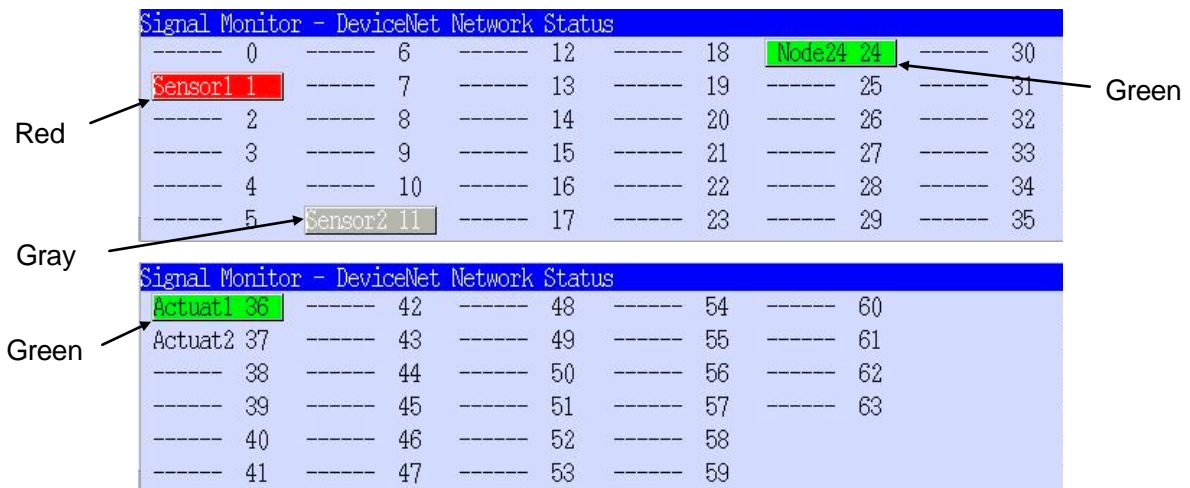 Signal Monitor - DeviceNet Network Status
------ 0 ------ 6 ------ 12 ------ 18 Node24 24 ------ 30
Sensor1 1 ------ 7 ------ 13 ------ 19 ------ 25 ------ 31
Green
Red
------ 2 ------ 8 ------ 14 ------ 20 ------ 26 ------ 32
------ 3 ------ 9 ------ 15 ------ 21 ------ 27 ------ 33
------ 4 ------ 10 ------ 16 ------ 22 ------ 28 ------ 34
------ 5 Sensor2 11 ------ 17 ------ 23 ------ 29 ------ 35
Gray
Signal Monitor - DeviceNet Network Status
Actuat1 36 ------ 42 ------ 48 ------ 54 ------ 60
Green
Actuat2 37 ------ 43 ------ 49 ------ 55 ------ 61
------ 38 ------ 44 ------ 50 ------ 56 ------ 62
------ 39 ------ 45 ------ 51 ------ 57 ------ 63
------ 40 ------ 46 ------ 52 ------ 58
------ 41 ------ 47 ------ 53 ------ 59